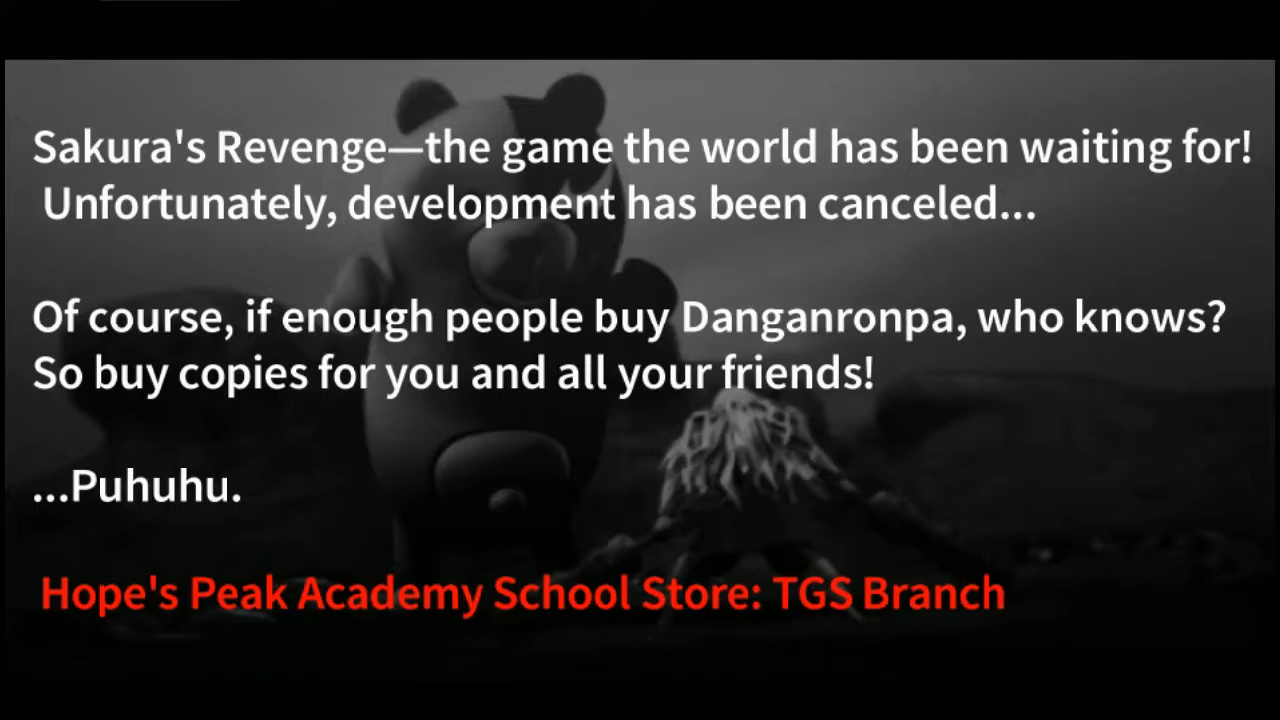 Sakura's Revenge—the game the world has been waiting for!
Unfortunately, development has been canceled...
Of course, if enough people buy Danganronpa, who knows?
So buy copies for you and all your friends!
...Puhuhu.
Hope's Peak Academy School Store: TGS Branch